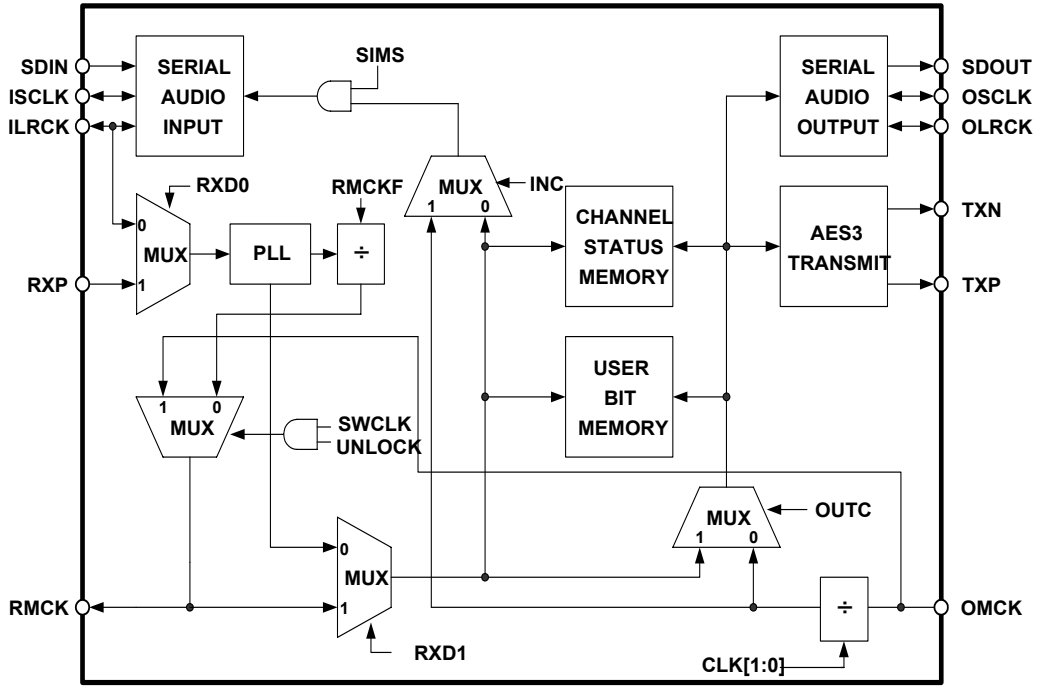 SIMS
SDIN
SERIAL
AUDIO
INPUT
ISCLK
ILRCK
SERIAL
AUDIO
OUTPUT
SDOUT
OSCLK
OLRCK
RXD0
RMCKF
MUX
1 0
INC
CHANNEL
STATUS
MEMORY
AES3
TRANSMIT
TXN
TXP
0
MUX
1
RXP
PLL
÷
USER
BIT
MEMORY
1 0
MUX
SWCLK
UNLOCK
MUX
1 0
OUTC
0
MUX
1
RMCK
RXD1
÷
OMCK
CLK[1:0]